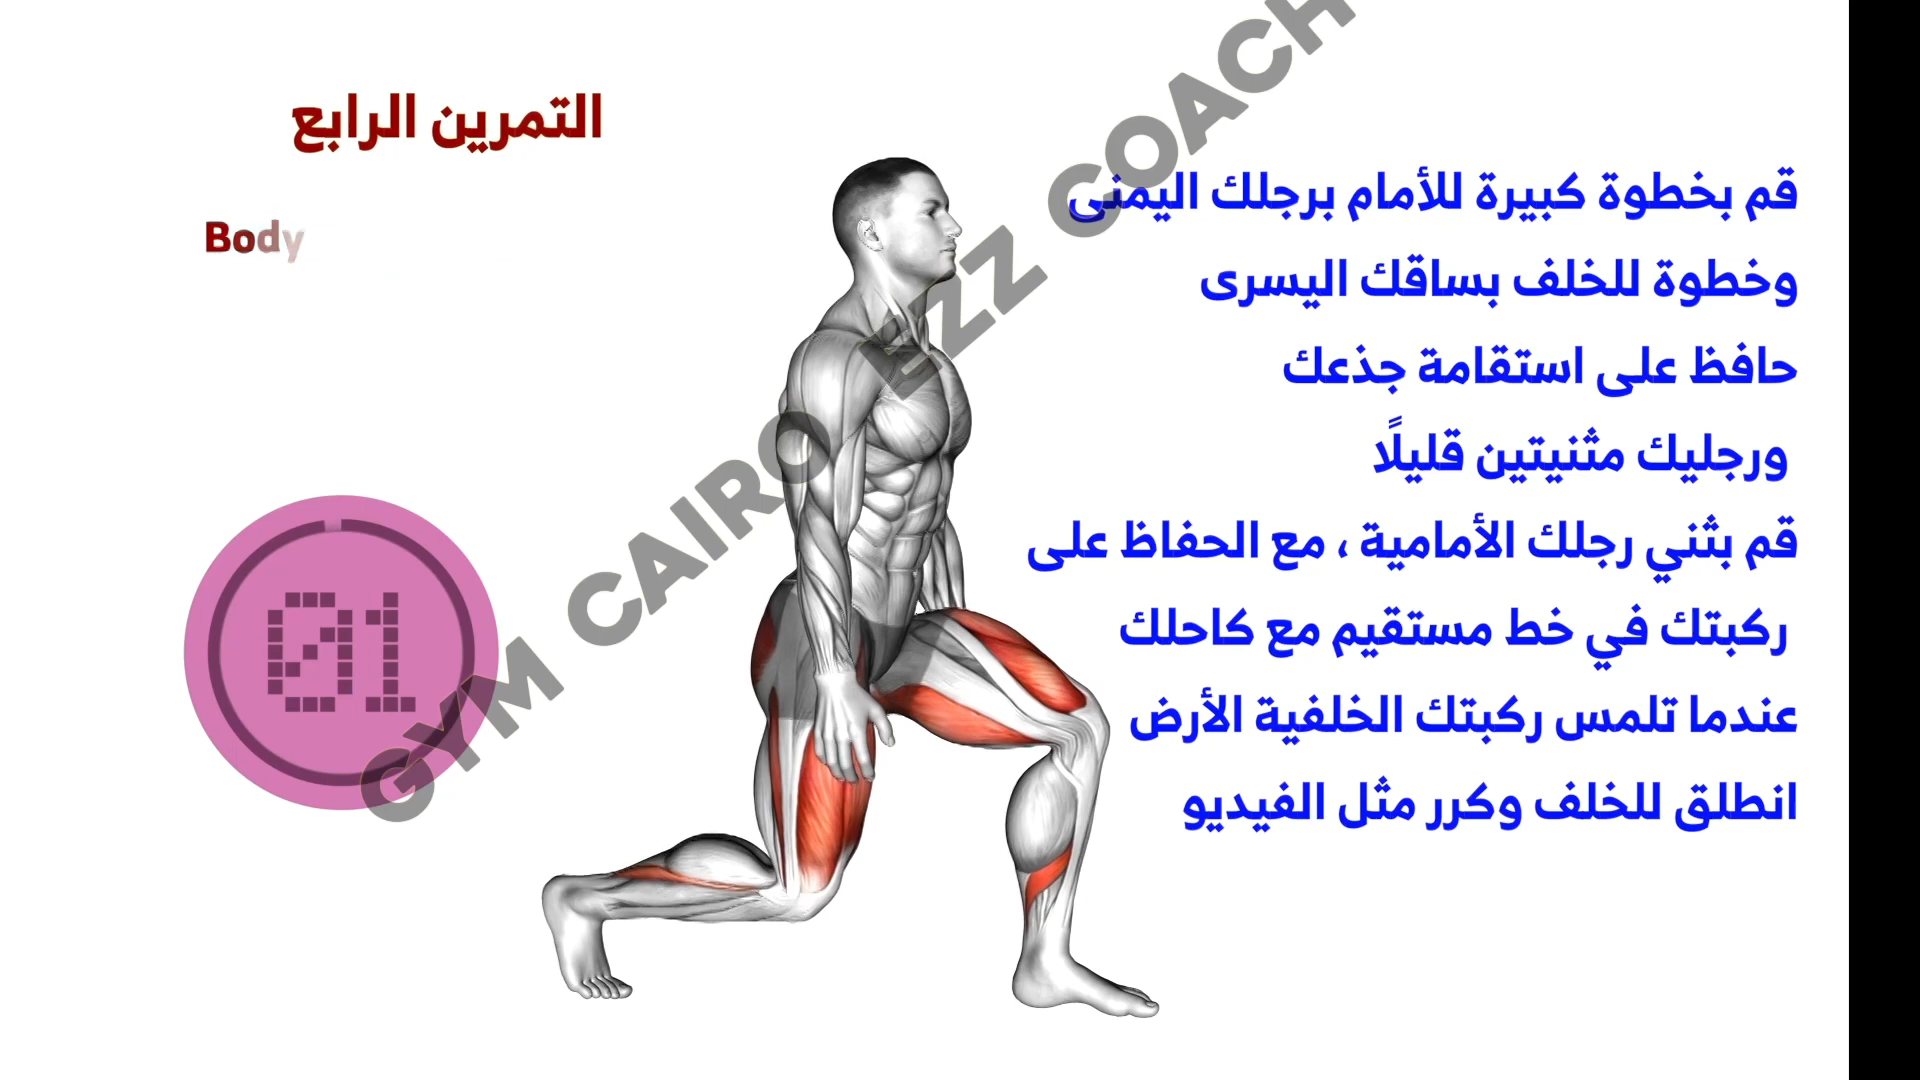 التمرين الرابع
Body
قم بخطوة كبيرة للأمام برجلك اليمنى
وخطوة للخلف بساقك اليسرى
حافظ على استقامة جذعك
ورجليك مثنيتين قليلًا
قم بثني رجلك الأمامية ، مع الحفاظ على
ركبتك في خط مستقيم مع كاحلك
عندما تلمس ركبتك الخلفية الأرض
انطلق للخلف وكرر مثل الفيديو
01
GYM CAIRO EZZ COACH